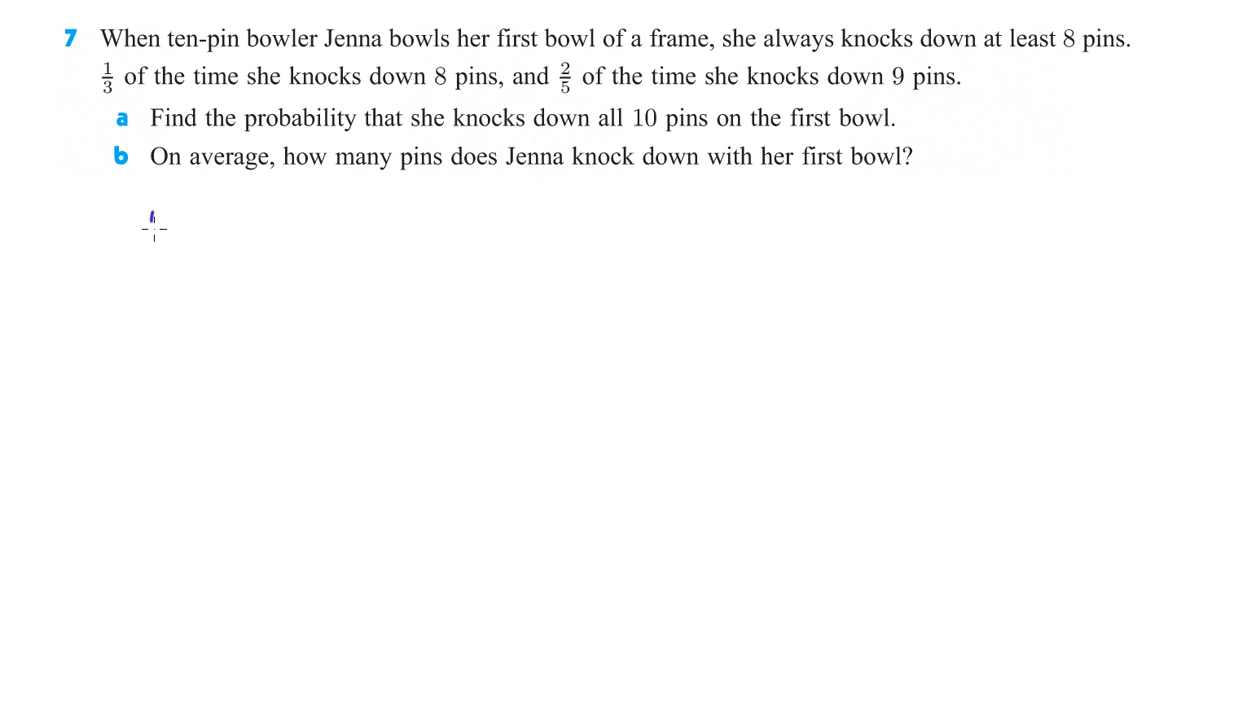 7 When ten-pin bowler Jenna bowls her first bowl of a frame, she always knocks down at least 8 pins.
1/3 of the time she knocks down 8 pins, and 2/5 of the time she knocks down 9 pins.
a Find the probability that she knocks down all 10 pins on the first bowl.
b On average, how many pins does Jenna knock down with her first bowl?